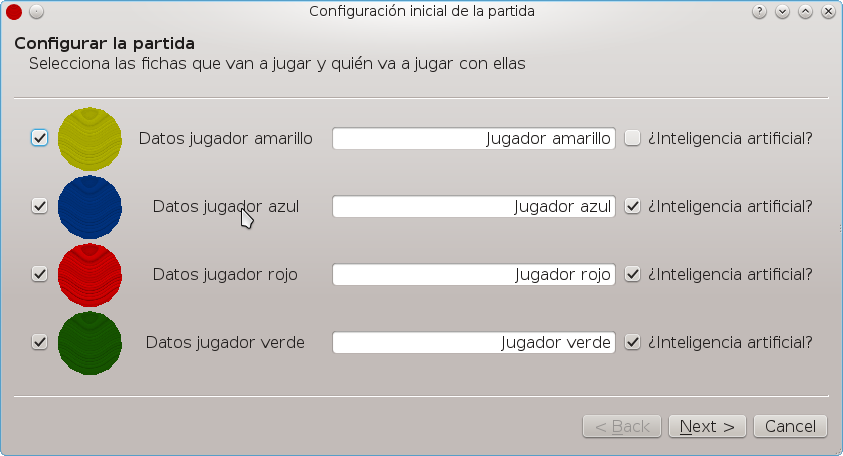 Configuración inicial de la partida
Configurar la partida
Selecciona las fichas que van a jugar y quién va a jugar con ellas
Datos jugador amarillo Jugador amarillo ¿Inteligencia artificial?
Datos jugador azul Jugador azul ¿Inteligencia artificial?
Datos jugador rojo Jugador rojo ¿Inteligencia artificial?
Datos jugador verde Jugador verde ¿Inteligencia artificial?
< Back Next > Cancel